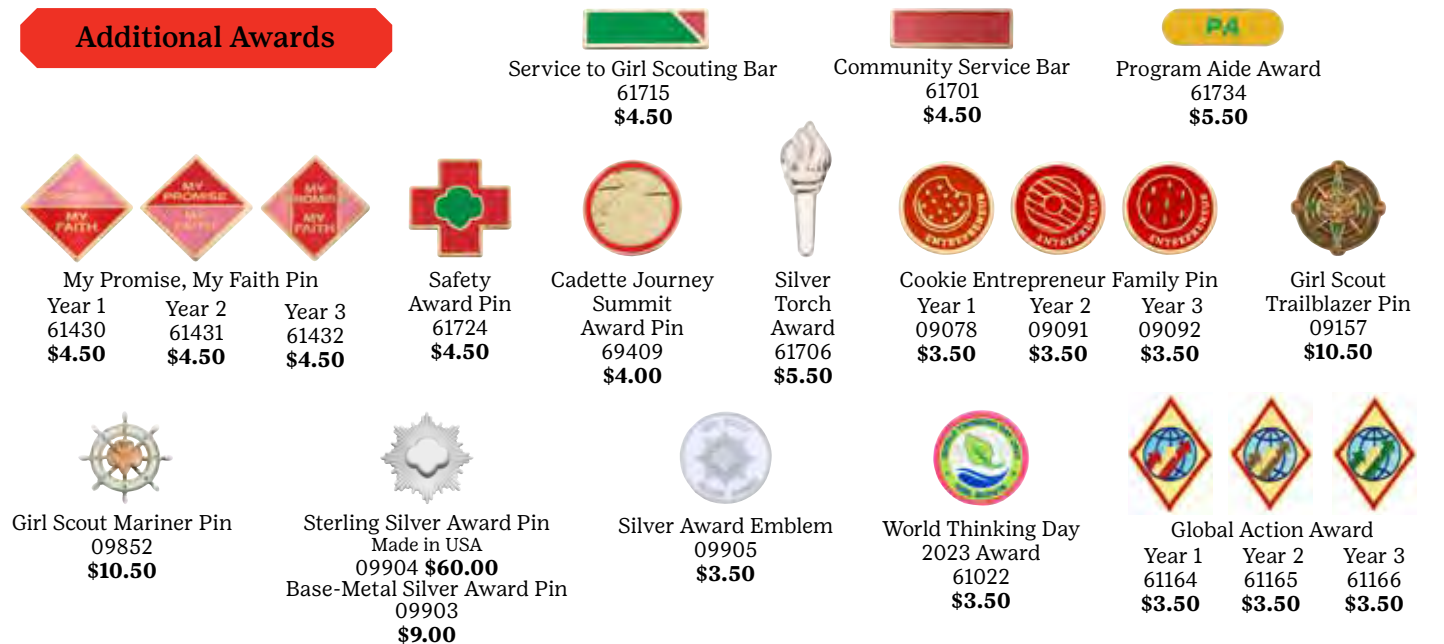 Additional Awards
Service to Girl Scouting Bar
61715
$4.50
Community Service Bar
61701
$4.50
PA
Program Aide Award
61734
$5.50
MY
FAITH
MY
PROMISE
MY
FAITH
MY
PROMISE
MY
FAITH
My Promise, My Faith Pin
Year 1
61430
$4.50
Year 2
61431
$4.50
Year 3
61432
$4.50
Safety
Award Pin
61724
$4.50
Cadette Journey
Summit
Award Pin
69409
$4.00
Silver
Torch
Award
61706
$5.50
ENTREPRENEUR
ENTREPRENEUR
ENTREPRENEUR
Cookie Entrepreneur Family Pin
Year 1
09078
$3.50
Year 2
09091
$3.50
Year 3
09092
$3.50
Girl Scout
Trailblazer Pin
09157
$10.50
Girl Scout Mariner Pin
09852
$10.50
Sterling Silver Award Pin
Made in USA
09904 $60.00
Base-Metal Silver Award Pin
09903
$9.00
Silver Award Emblem
09905
$3.50
World Thinking Day
2023 Award
61022
$3.50
Global Action Award
Year 1
61164
$3.50
Year 2
61165
$3.50
Year 3
61166
$3.50